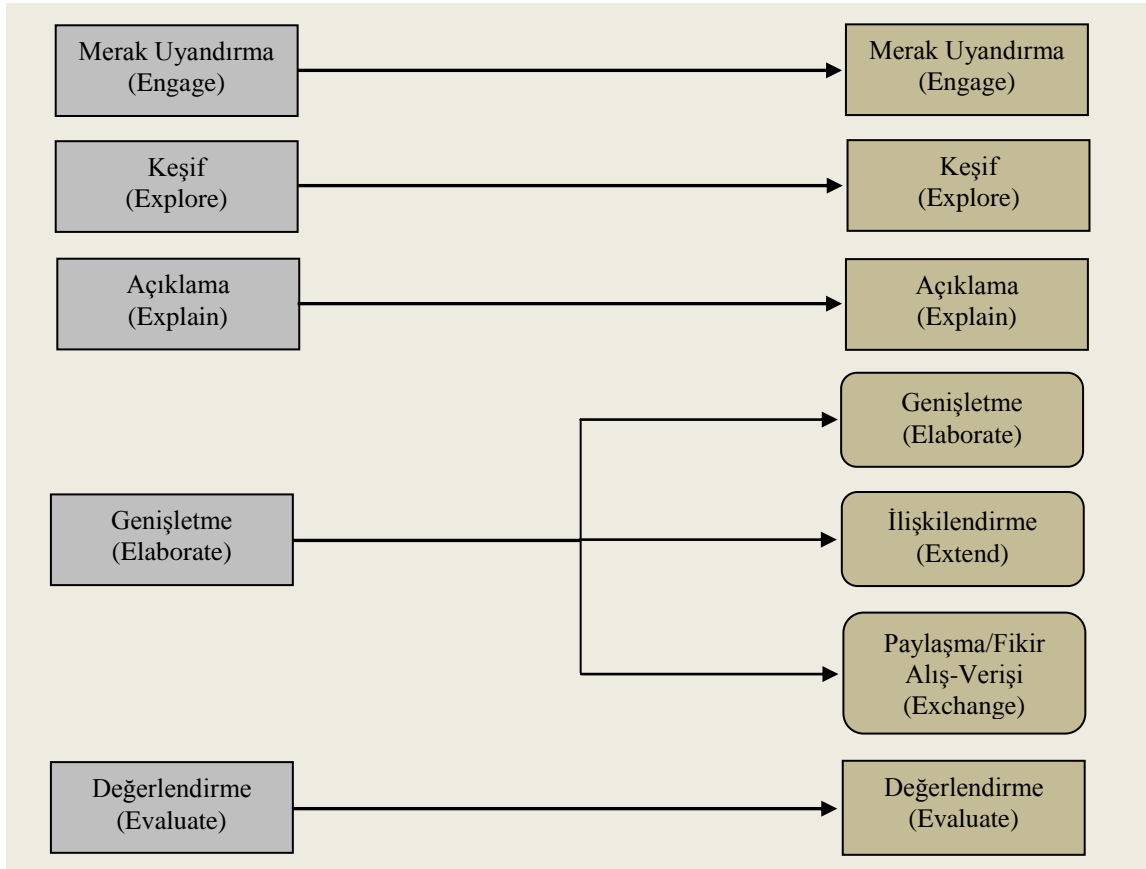 Merak Uyandırma
(Engage)
Merak Uyandırma
(Engage)
Keşif
(Explore)
Keşif
(Explore)
Açıklama
(Explain)
Açıklama
(Explain)
Genişletme
(Elaborate)
Genişletme
(Elaborate)
İlişkilendirme
(Extend)
Paylaşma/Fikir
Alış-Verişi
(Exchange)
Değerlendirme
(Evaluate)
Değerlendirme
(Evaluate)